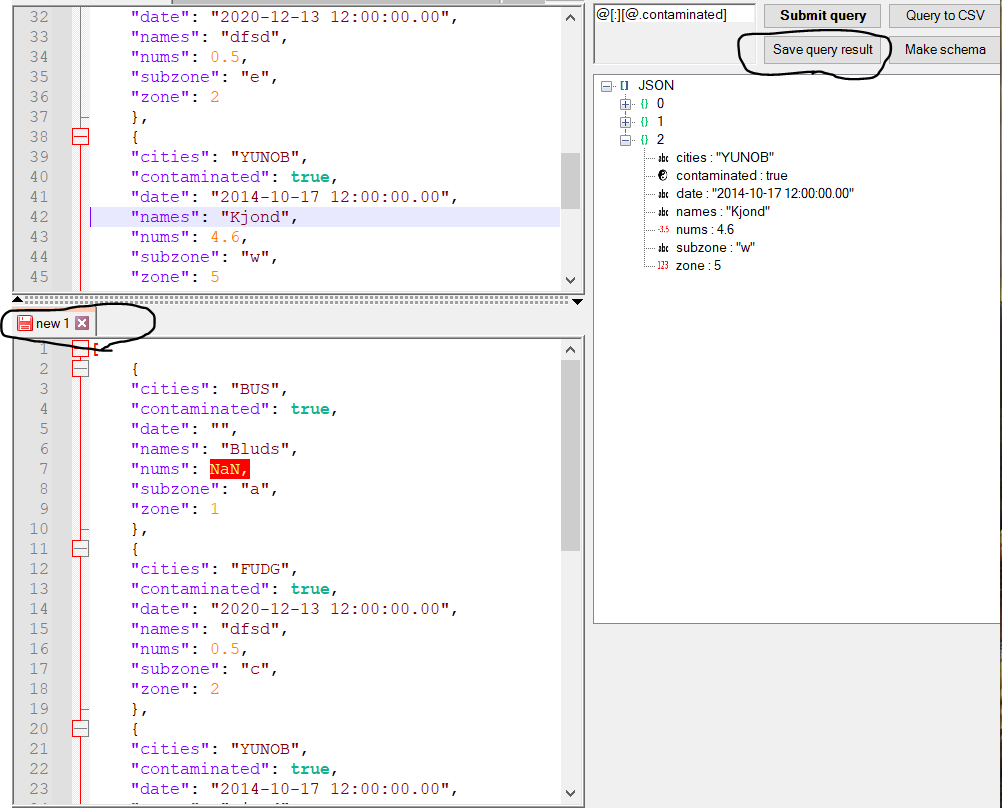 32 "date": "2020-12-13 12:00:00.00",
33 "names": "dfsd",
34 "nums": 0.5,
35 "subzone": "e",
36 "zone": 2
37 },
38 {
39 "cities": "YUNOB",
40 "contaminated": true,
41 "date": "2014-10-17 12:00:00.00",
42 "names": "Kjond",
43 "nums": 4.6,
44 "subzone": "w",
45 "zone": 5
new 1
1 [
2 {
3 "cities": "BUS",
4 "contaminated": true,
5 "date": "",
6 "names": "Bluds",
7 "nums": NaN,
8 "subzone": "a",
9 "zone": 1
10 },
11 {
12 "cities": "FUDG",
13 "contaminated": true,
14 "date": "2020-12-13 12:00:00.00",
15 "names": "dfsd",
16 "nums": 0.5,
17 "subzone": "c",
18 "zone": 2
19 },
20 {
21 "cities": "YUNOB",
22 "contaminated": true,
23 "date": "2014-10-17 12:00:00.00",
@[:][@.contaminated]
Submit query
Query to CSV
Save query result
Make schema
[] JSON
{} 0
{} 1
{} 2
abc cities : "YUNOB"
contaminated : true
abc date : "2014-10-17 12:00:00.00"
abc names : "Kjond"
-3.5 nums : 4.6
abc subzone : "w"
123 zone : 5